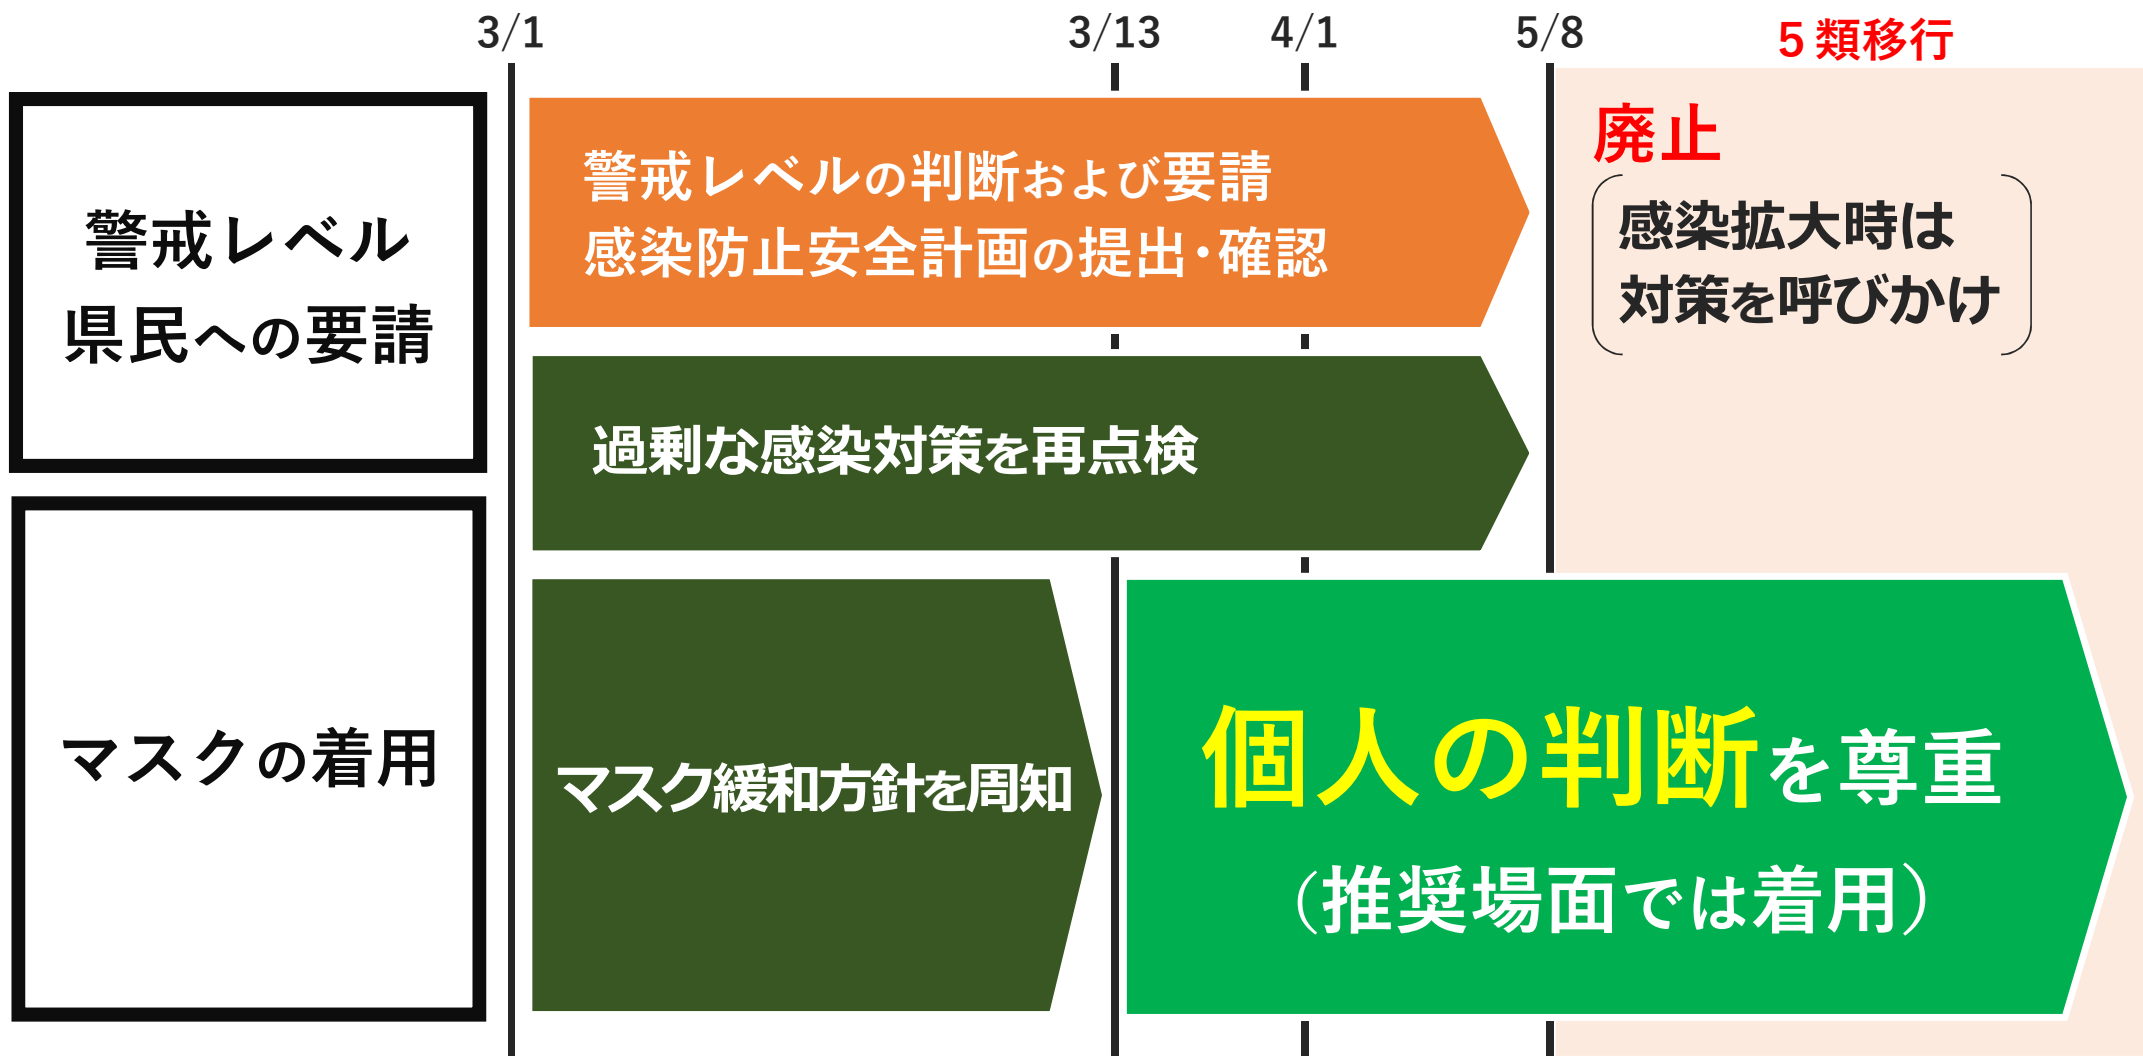 3/1
3/13
4/1
5/8
5類移行
警戒レベル
県民への要請
警戒レベルの判断および要請
感染防止安全計画の提出・確認
廃止
感染拡大時は
対策を呼びかけ
過剰な感染対策を再点検
マスクの着用
マスク緩和方針を周知
個人の判断を尊重
（推奨場面では着用）